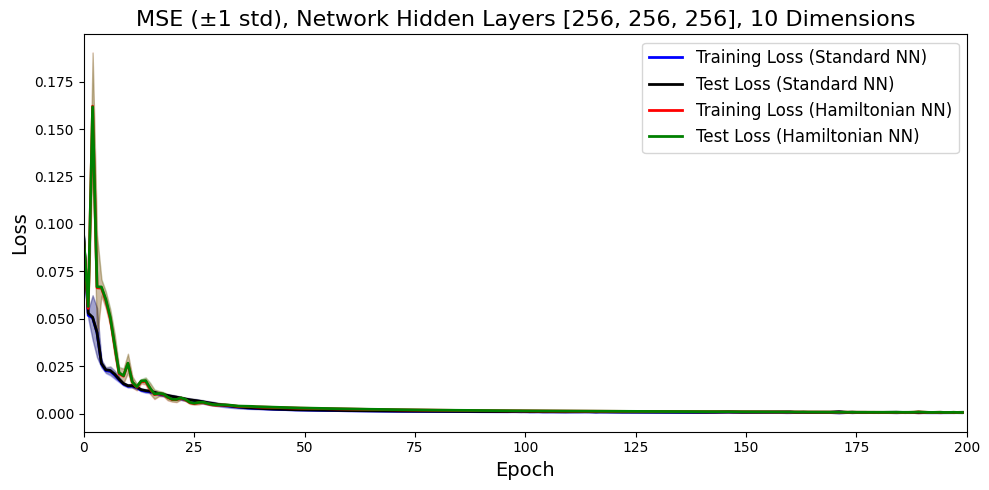 MSE (±1 std), Network Hidden Layers [256, 256, 256], 10 Dimensions
Training Loss (Standard NN)
Test Loss (Standard NN)
Training Loss (Hamiltonian NN)
Test Loss (Hamiltonian NN)
Loss
0.175
0.150
0.125
0.100
0.075
0.050
0.025
0.000
0 25 50 75 100 125 150 175 200
Epoch